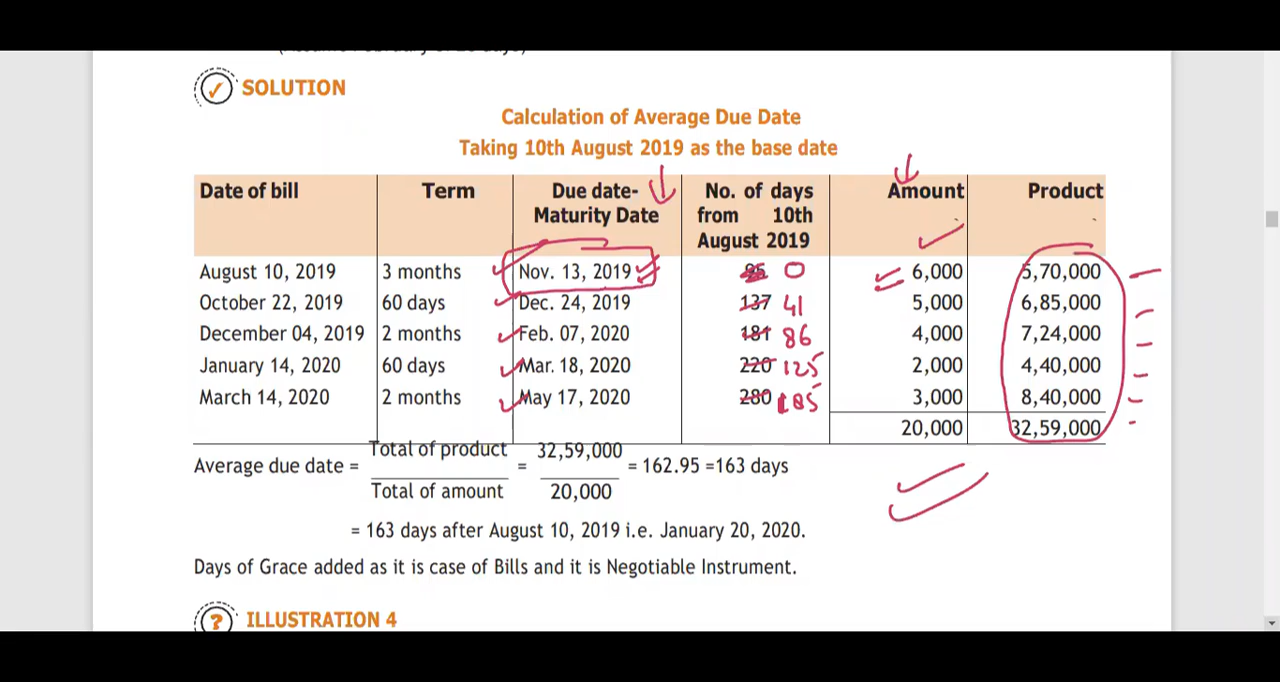 SOLUTION
Calculation of Average Due Date
Taking 10th August 2019 as the base date
Date of bill Term Due date- No. of days Amount Product
Maturity Date from 10th
August 2019
August 10, 2019 3 months Nov. 13, 2019 95 0 6,000 5,70,000
October 22, 2019 60 days Dec. 24, 2019 137 41 5,000 6,85,000
December 04, 2019 2 months Feb. 07, 2020 181 86 4,000 7,24,000
January 14, 2020 60 days Mar. 18, 2020 220 125 2,000 4,40,000
March 14, 2020 2 months May 17, 2020 280 185 3,000 8,40,000
20,000 32,59,000
Average due date = Total of product / Total of amount = 32,59,000 / 20,000 = 162.95 =163 days
= 163 days after August 10, 2019 i.e. January 20, 2020.
Days of Grace added as it is case of Bills and it is Negotiable Instrument.
? ILLUSTRATION 4